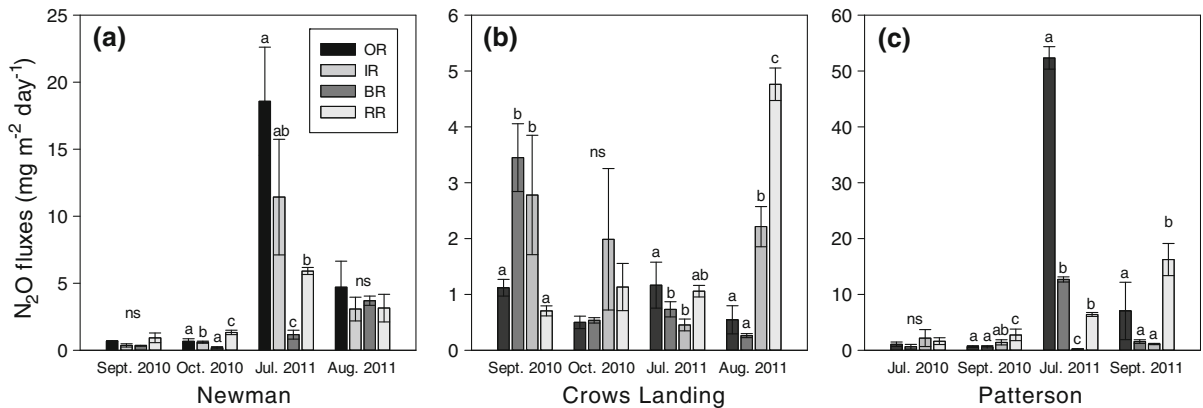 N2O fluxes (mg m-2 day-1)
25
20
15
10
5
0
(a)
OR
IR
BR
RR
ns
a
b
a
c
a
ab
c
b
ns
Sept. 2010 Oct. 2010 Jul. 2011 Aug. 2011
Newman
6
5
4
3
2
1
0
(b)
a
b
b
a
ns
a
b
b
ab
a
a
b
c
Sept. 2010 Oct. 2010 Jul. 2011 Aug. 2011
Crows Landing
60
50
40
30
20
10
0
(c)
ns
a
a
ab
c
a
b
c
b
a
a
a
b
Jul. 2010 Sept. 2010 Jul. 2011 Sept. 2011
Patterson